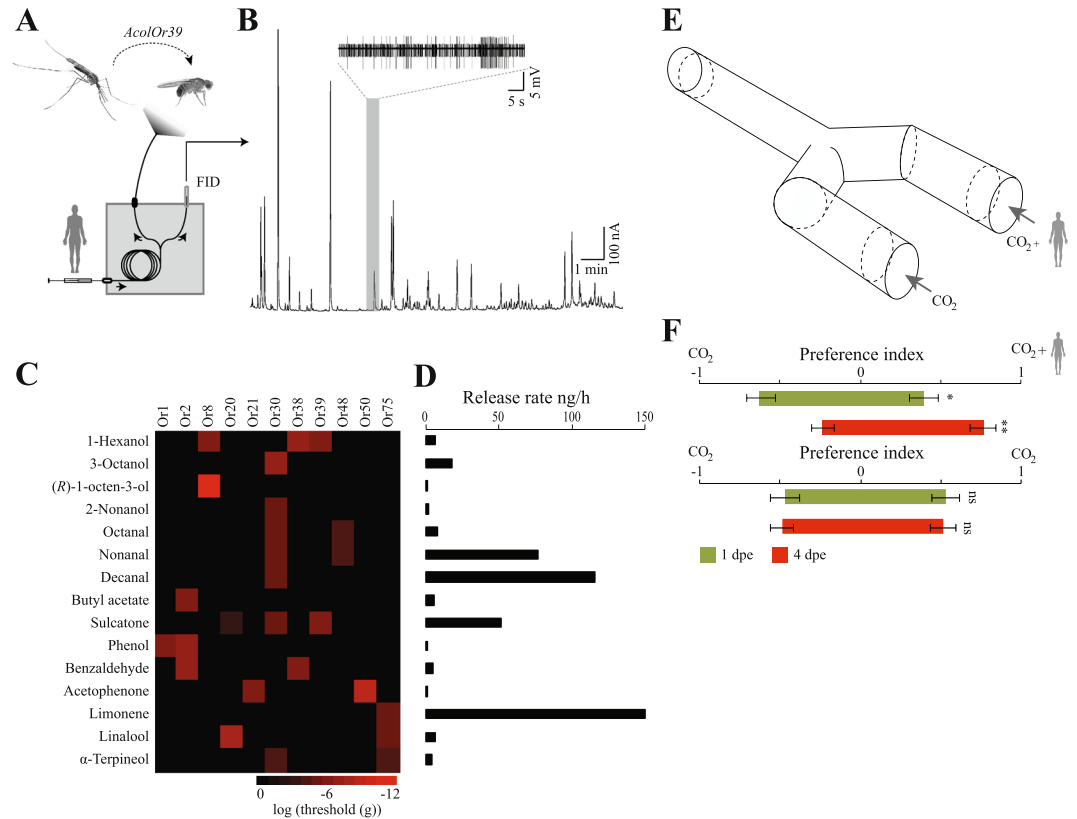 A
AcolOr39
FID
B
5 s
5 mV
1 min
100 nA
E
CO2+
CO2
C
Or1
Or2
Or8
Or20
Or21
Or30
Or38
Or39
Or48
Or50
Or75
1-Hexanol
3-Octanol
(R)-1-octen-3-ol
2-Nonanol
Octanal
Nonanal
Decanal
Butyl acetate
Sulcatone
Phenol
Benzaldehyde
Acetophenone
Limonene
Linalool
α-Terpineol
0 -6 -12
log (threshold (g))
D
Release rate ng/h
0 50 100 150
F
CO2 Preference index CO2+
-1 0 1
*
**
CO2 Preference index CO2
-1 0 1
ns
ns
1 dpe 4 dpe